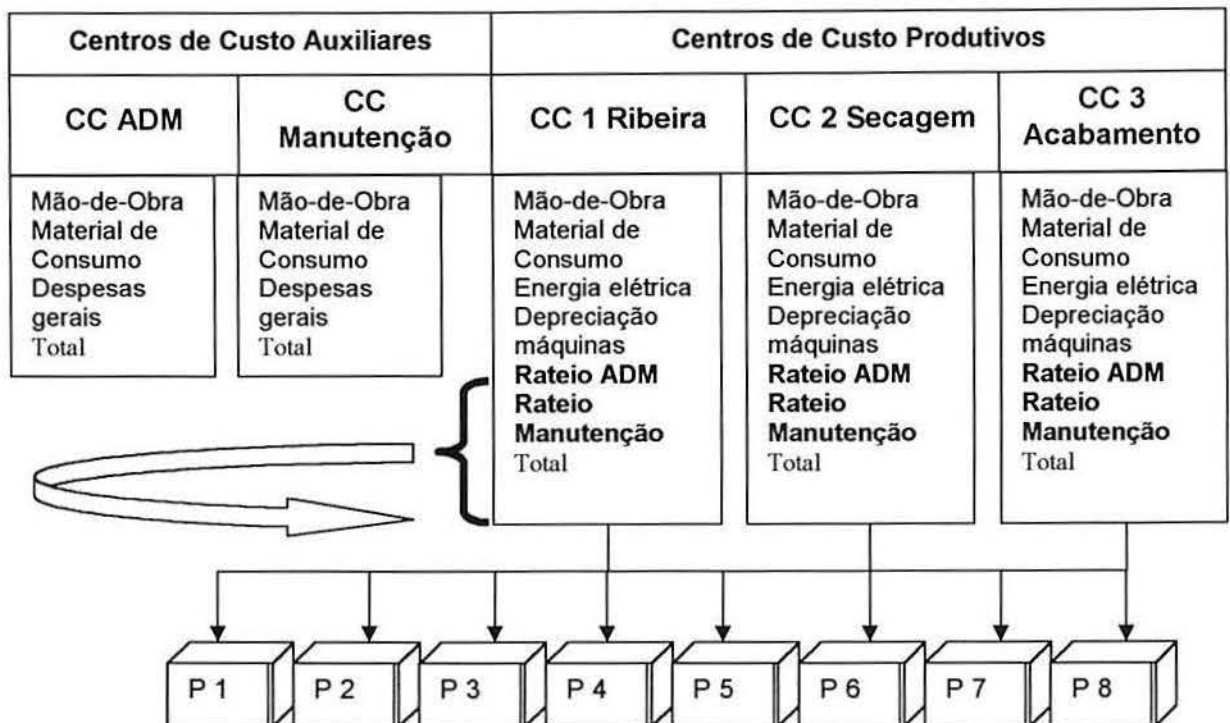 Centros de Custo Auxiliares
Centros de Custo Produtivos
CC ADM
CC
Manutenção
CC 1 Ribeira
CC 2 Secagem
CC 3
Acabamento
Mão-de-Obra
Material de
Consumo
Despesas
gerais
Total
Mão-de-Obra
Material de
Consumo
Despesas
gerais
Total
Mão-de-Obra
Material de
Consumo
Energia elétrica
Depreciação
máquinas
Rateio ADM
Rateio
Manutenção
Total
Mão-de-Obra
Material de
Consumo
Energia elétrica
Depreciação
máquinas
Rateio ADM
Rateio
Manutenção
Total
Mão-de-Obra
Material de
Consumo
Energia elétrica
Depreciação
máquinas
Rateio ADM
Rateio
Manutenção
Total
P 1
P 2
P 3
P 4
P 5
P 6
P 7
P 8